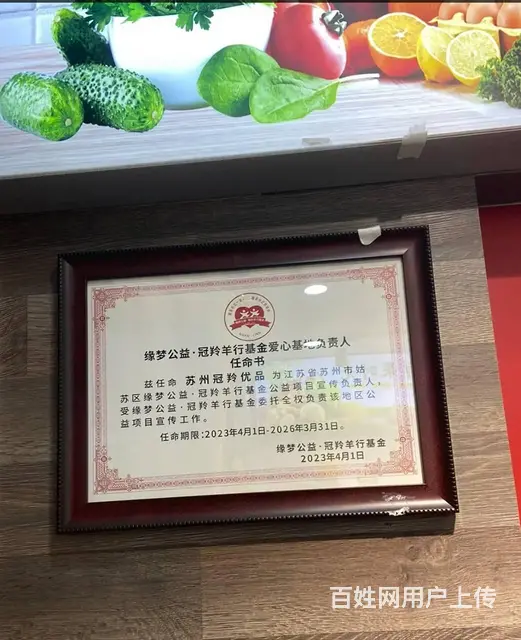 缘梦公益·冠羚羊行基金爱心基地负责人
任命书
兹任命 苏州冠羚优品 为江苏省苏州市姑
苏区缘梦公益·冠羚羊行基金公益项目宣传负责人，
受缘梦公益·冠羚羊行基金委托全权负责该地区公
益项目宣传工作。
任命期限：2023年4月1日-2026年3月31日。
缘梦公益·冠羚羊行基金
2023年4月1日
百姓网用户上传